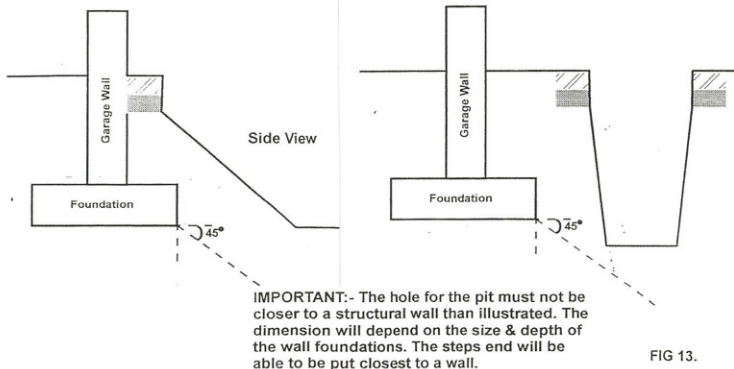 Garage Wall
Side View
Foundation
45°
Garage Wall
Foundation
45°
IMPORTANT:- The hole for the pit must not be
closer to a structural wall than illustrated. The
dimension will depend on the size & depth of
the wall foundations. The steps end will be
able to be put closest to a wall.
FIG 13.